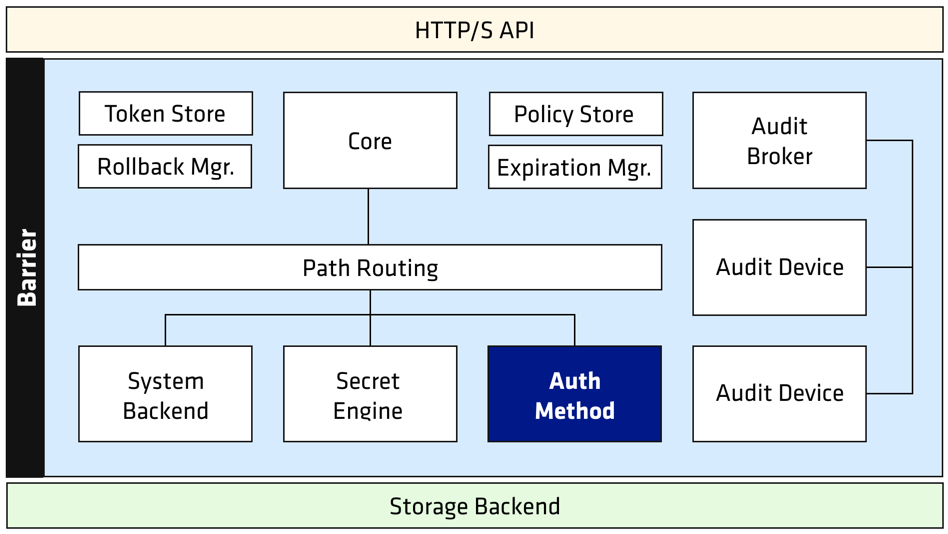 HTTP/S API
Barrier
Token Store
Rollback Mgr.
Core
Policy Store
Expiration Mgr.
Audit
Broker
Path Routing
Audit Device
System
Backend
Secret
Engine
Auth
Method
Audit Device
Storage Backend